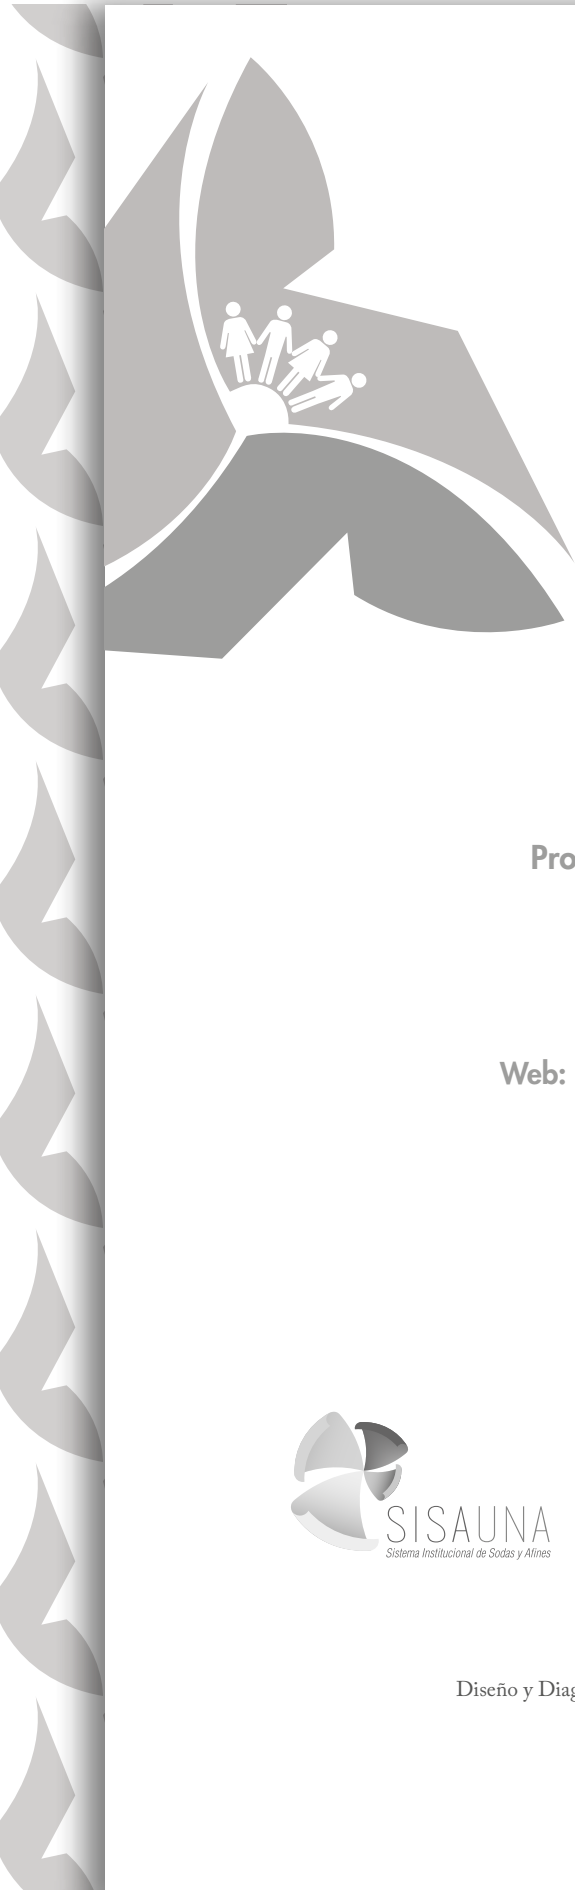 Pro
Web:
SISAUNA
Sistema Institucional de Sodas y Afines
Diseño y Diag